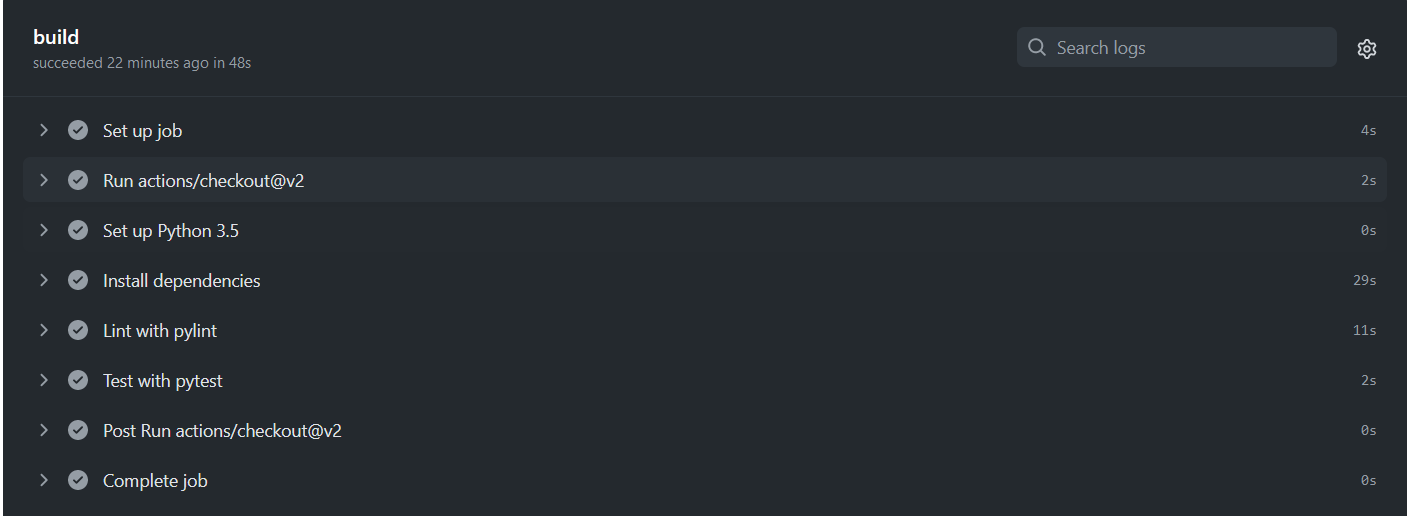 build
succeeded 22 minutes ago in 48s
Search logs
Set up job 4s
Run actions/checkout@v2 2s
Set up Python 3.5 0s
Install dependencies 29s
Lint with pylint 11s
Test with pytest 2s
Post Run actions/checkout@v2 0s
Complete job 0s